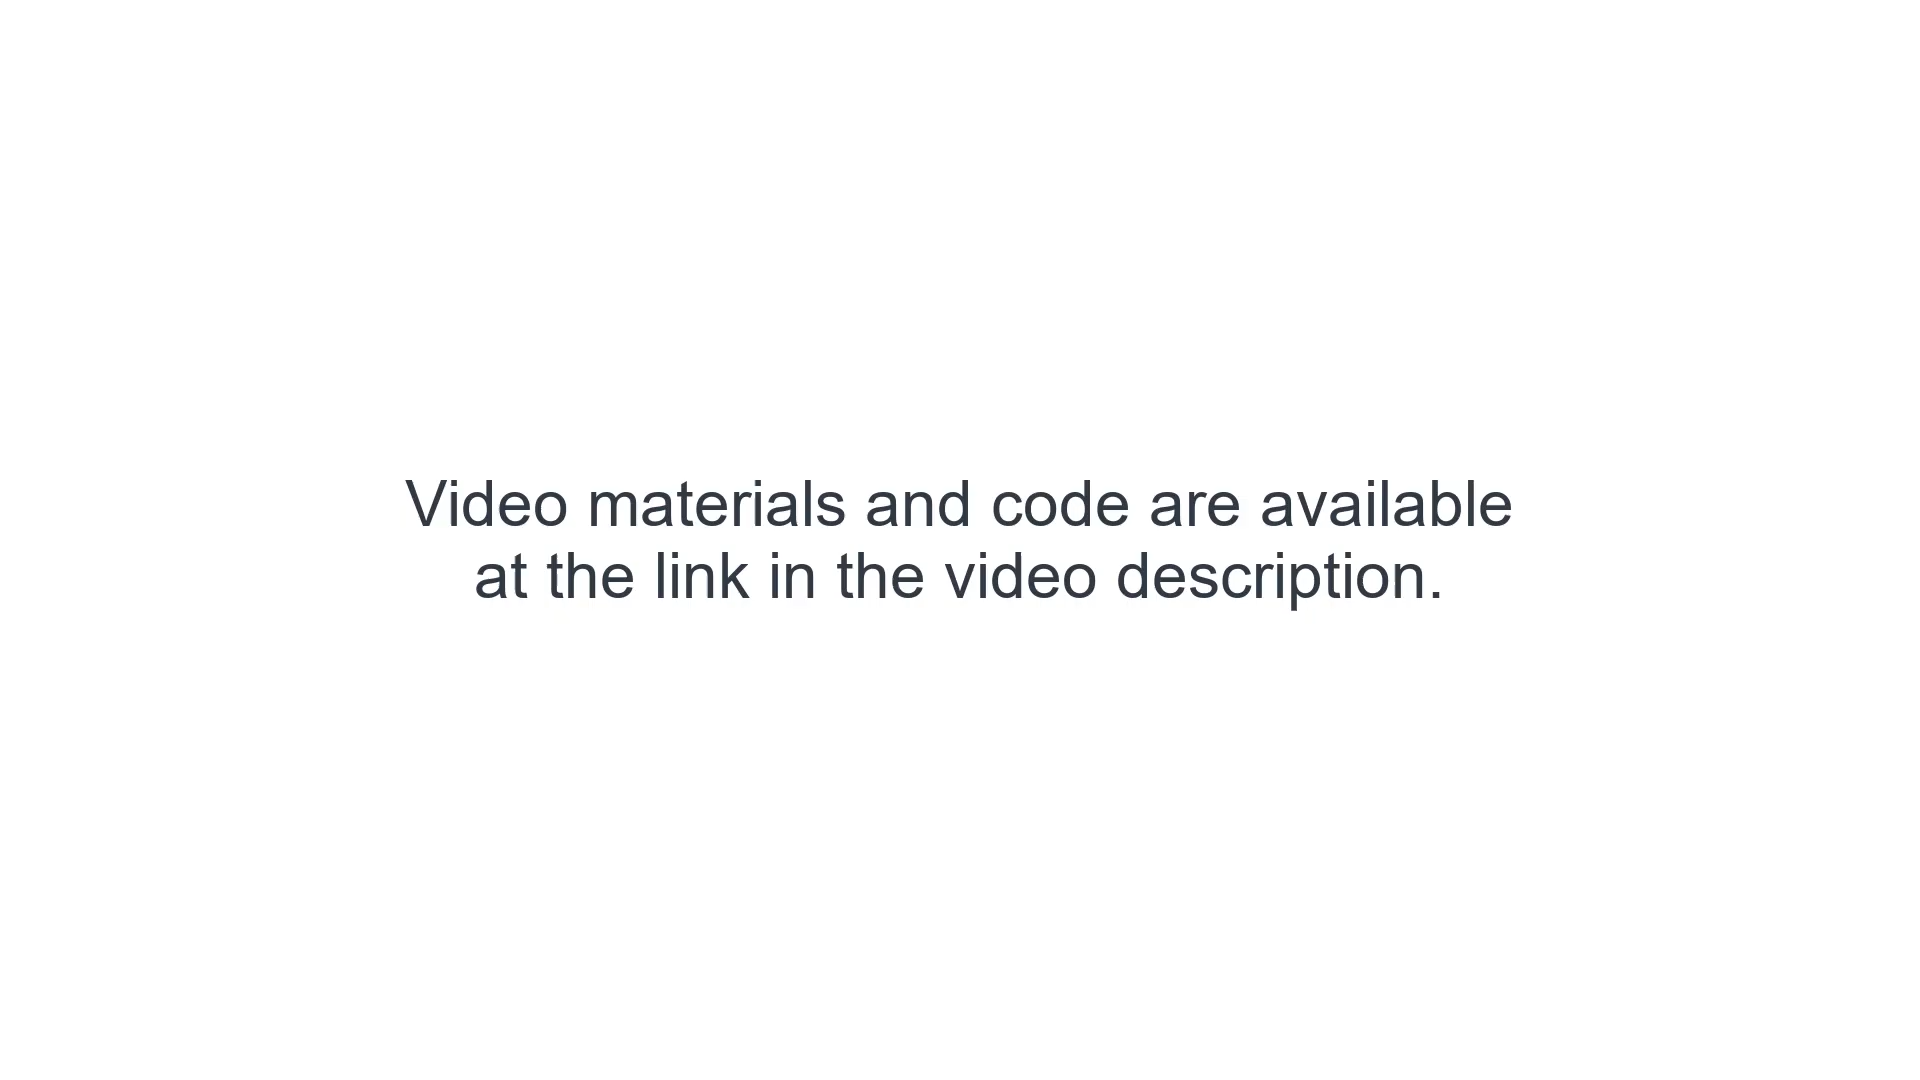 Video materials and code are available
at the link in the video description.